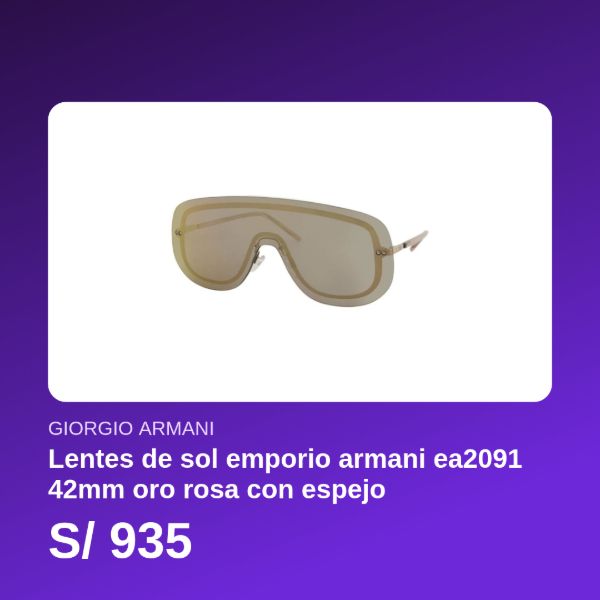 GIORGIO ARMANI
Lentes de sol emporio armani ea2091
42mm oro rosa con espejo
S/ 935